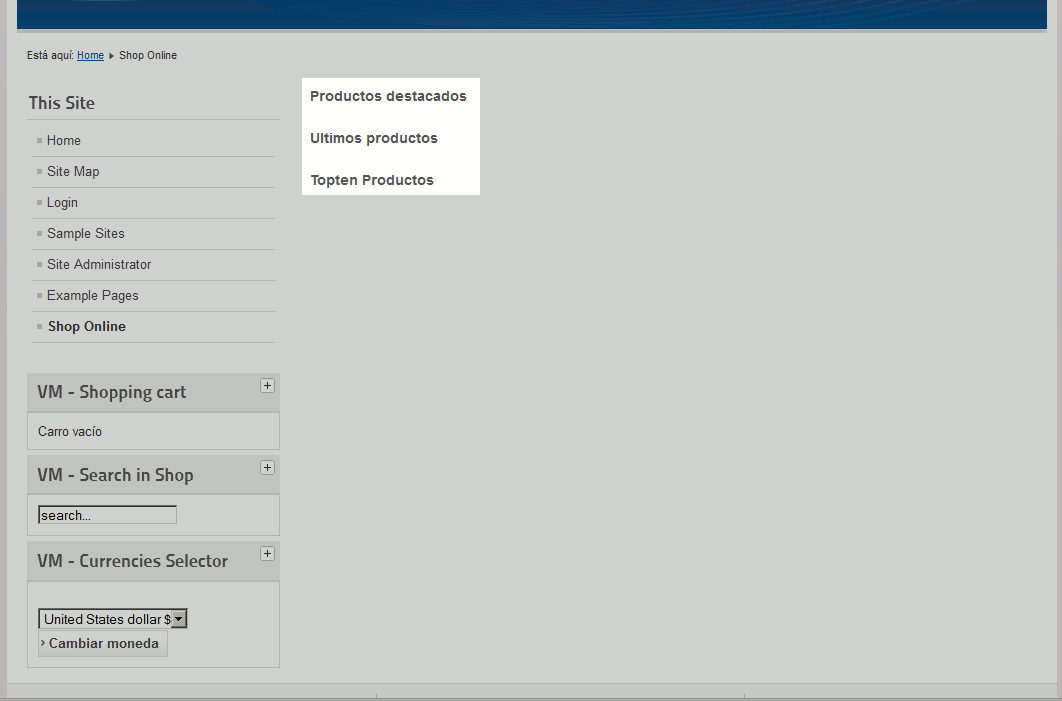 Está aquí: Home Shop Online
This Site
Home
Site Map
Login
Sample Sites
Site Administrator
Example Pages
Shop Online
VM - Shopping cart +
Carro vacío
VM - Search in Shop +
search...
VM - Currencies Selector +
United States dollar $
› Cambiar moneda
Productos destacados
Ultimos productos
Topten Productos